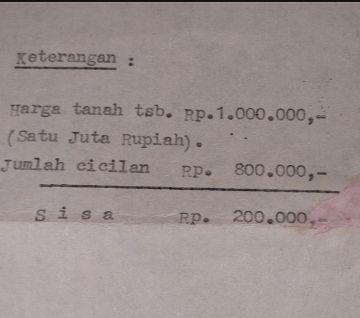 Keterangan :
Harga tanah tsb. Rp.1.000.000,-
(Satu Juta Rupiah).
Jumlah cicilan Rp. 800.000,-
S i s a Rp. 200.000,-